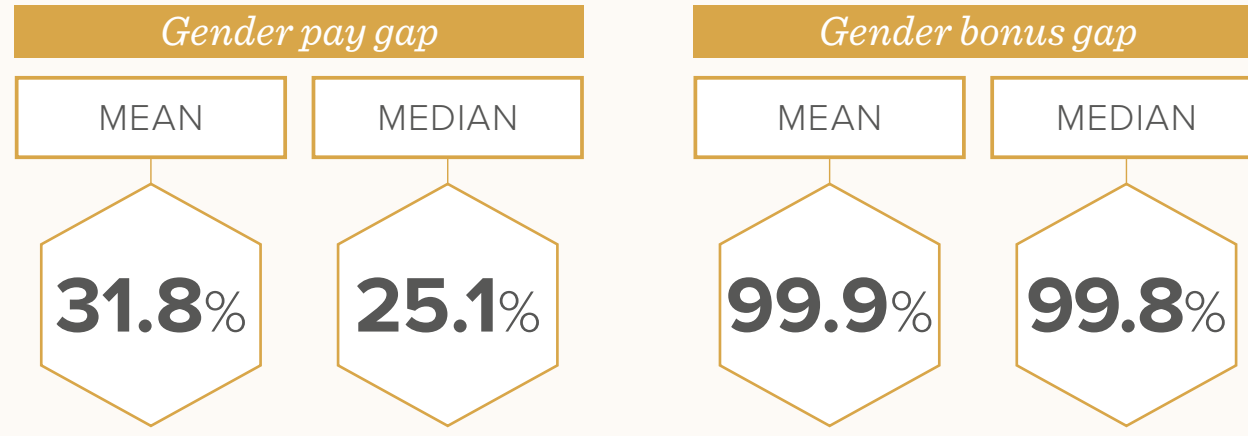 Gender pay gap
MEAN
MEDIAN
31.8%
25.1%
Gender bonus gap
MEAN
MEDIAN
99.9%
99.8%